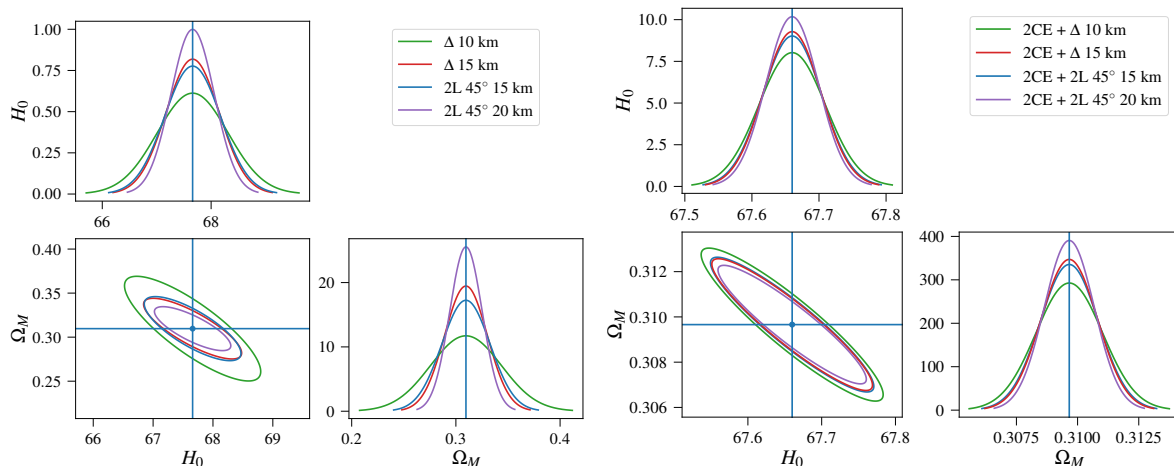 1.00
0.75
0.50
0.25
0.00
H₀
66
68
Δ 10 km
Δ 15 km
2L 45° 15 km
2L 45° 20 km
0.40
0.35
0.30
0.25
Ω_M
66
67
68
69
H₀
20
10
0
0.2
0.3
0.4
Ω_M
10.0
7.5
5.0
2.5
0.0
H₀
67.5
67.6
67.7
67.8
2CE + Δ 10 km
2CE + Δ 15 km
2CE + 2L 45° 15 km
2CE + 2L 45° 20 km
0.312
0.310
0.308
0.306
Ω_M
67.6
67.7
67.8
H₀
400
300
200
100
0
0.3075
0.3100
0.3125
Ω_M